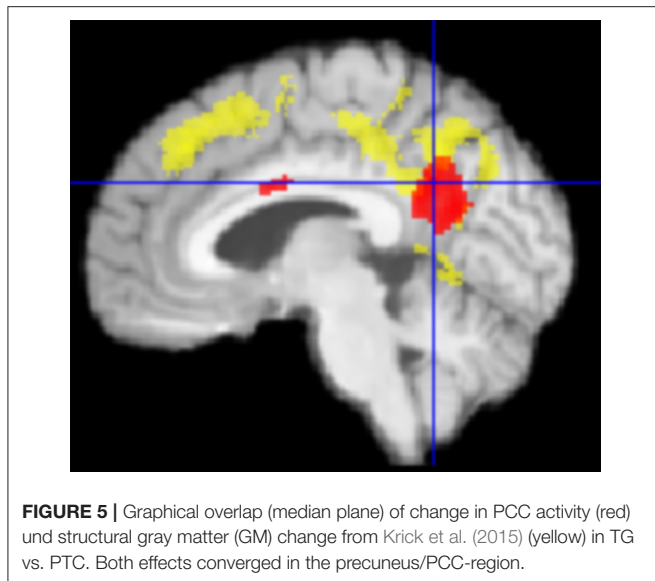 FIGURE 5 | Graphical overlap (median plane) of change in PCC activity (red)
und structural gray matter (GM) change from Krick et al. (2015) (yellow) in TG
vs. PTC. Both effects converged in the precuneus/PCC-region.